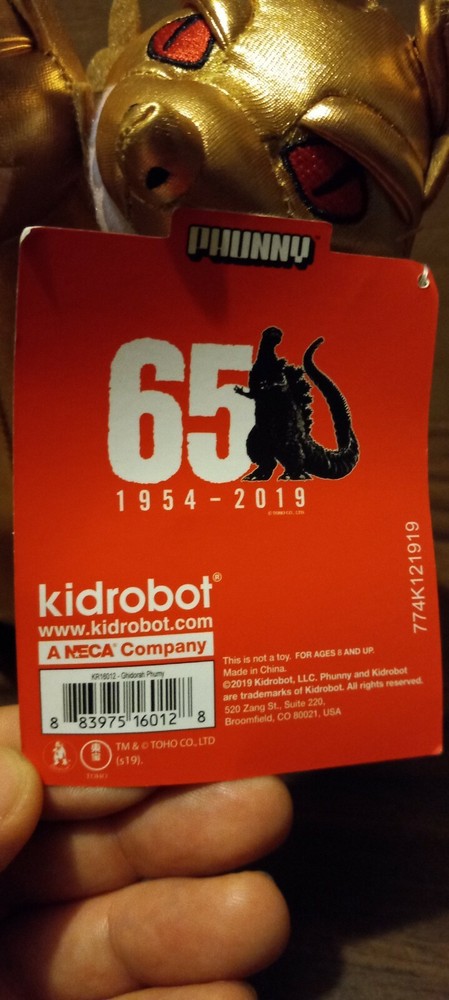 PHUNNY™
65
1954-2019
774K121919
kidrobot®
www.kidrobot.com
A NECA® Company
KR16012 - Ghidorah Phunny
8 83975 16012 8
This is not a toy. FOR AGES 8 AND UP.
Made in China.
©2019 Kidrobot, LLC. Phunny and Kidrobot
are trademarks of Kidrobot. All rights reserved.
520 Zang St., Suite 220,
Broomfield, CO 80021, USA
TM & © TOHO CO., LTD
(s19).